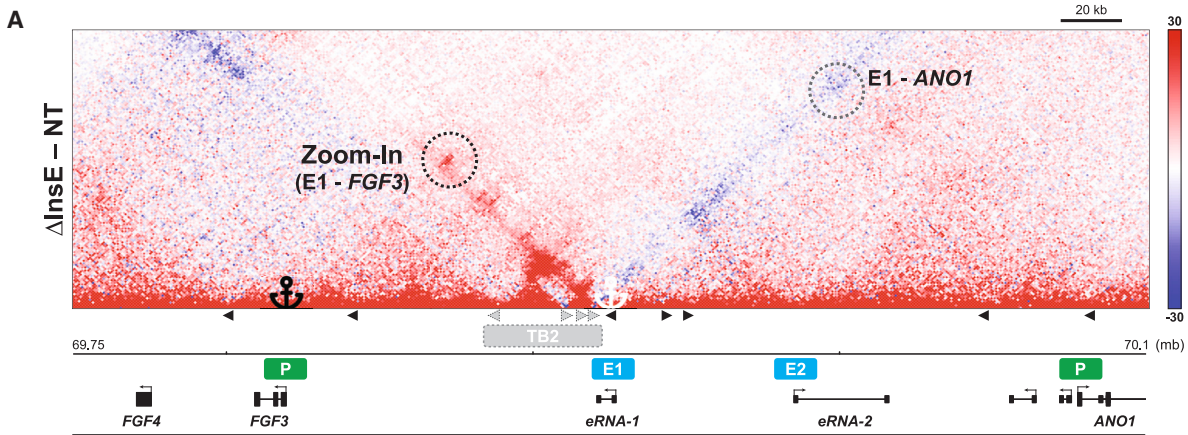 A
20 kb
30
ΔInsE – NT
E1 - ANO1
Zoom-In
(E1 - FGF3)
-30
TB2
69.75
70.1 (mb)
P
E1
E2
P
FGF4
FGF3
eRNA-1
eRNA-2
ANO1